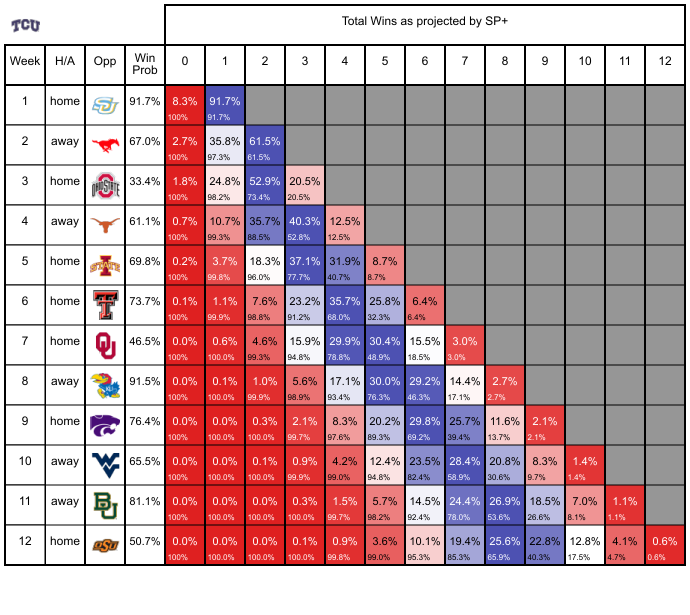 TCU
Total Wins as projected by SP+
Week H/A Opp Win Prob 0 1 2 3 4 5 6 7 8 9 10 11 12
1 home 91.7% 8.3% 91.7%
100% 91.7%
2 away 67.0% 2.7% 35.8% 61.5%
100% 97.3% 61.5%
3 home OHIO STATE 33.4% 1.8% 24.8% 52.9% 20.5%
100% 98.2% 73.4% 20.5%
4 away 61.1% 0.7% 10.7% 35.7% 40.3% 12.5%
100% 99.3% 88.5% 52.8% 12.5%
5 home STATE 69.8% 0.2% 3.7% 18.3% 37.1% 31.9% 8.7%
100% 99.8% 96.0% 77.7% 40.7% 8.7%
6 home 73.7% 0.1% 1.1% 7.6% 23.2% 35.7% 25.8% 6.4%
100% 99.9% 98.8% 91.2% 68.0% 32.3% 6.4%
7 home OU 46.5% 0.0% 0.6% 4.6% 15.9% 29.9% 30.4% 15.5% 3.0%
100% 100.0% 99.3% 94.8% 78.8% 48.9% 18.5% 3.0%
8 away KU 91.5% 0.0% 0.1% 1.0% 5.6% 17.1% 30.0% 29.2% 14.4% 2.7%
100% 100.0% 99.9% 98.9% 93.4% 76.3% 46.3% 17.1% 2.7%
9 home 76.4% 0.0% 0.0% 0.3% 2.1% 8.3% 20.2% 29.8% 25.7% 11.6% 2.1%
100% 100.0% 100.0% 99.7% 97.6% 89.3% 69.2% 39.4% 13.7% 2.1%
10 away WV 65.5% 0.0% 0.0% 0.1% 0.9% 4.2% 12.4% 23.5% 28.4% 20.8% 8.3% 1.4%
100% 100.0% 100.0% 99.9% 99.0% 94.8% 82.4% 58.9% 30.6% 9.7% 1.4%
11 away BU 81.1% 0.0% 0.0% 0.0% 0.3% 1.5% 5.7% 14.5% 24.4% 26.9% 18.5% 7.0% 1.1%
100% 100.0% 100.0% 100.0% 99.7% 98.2% 92.4% 78.0% 53.6% 26.6% 8.1% 1.1%
12 home OSU 50.7% 0.0% 0.0% 0.0% 0.1% 0.9% 3.6% 10.1% 19.4% 25.6% 22.8% 12.8% 4.1% 0.6%
100% 100.0% 100.0% 100.0% 99.8% 99.0% 95.3% 85.3% 65.9% 40.3% 17.5% 4.7% 0.6%